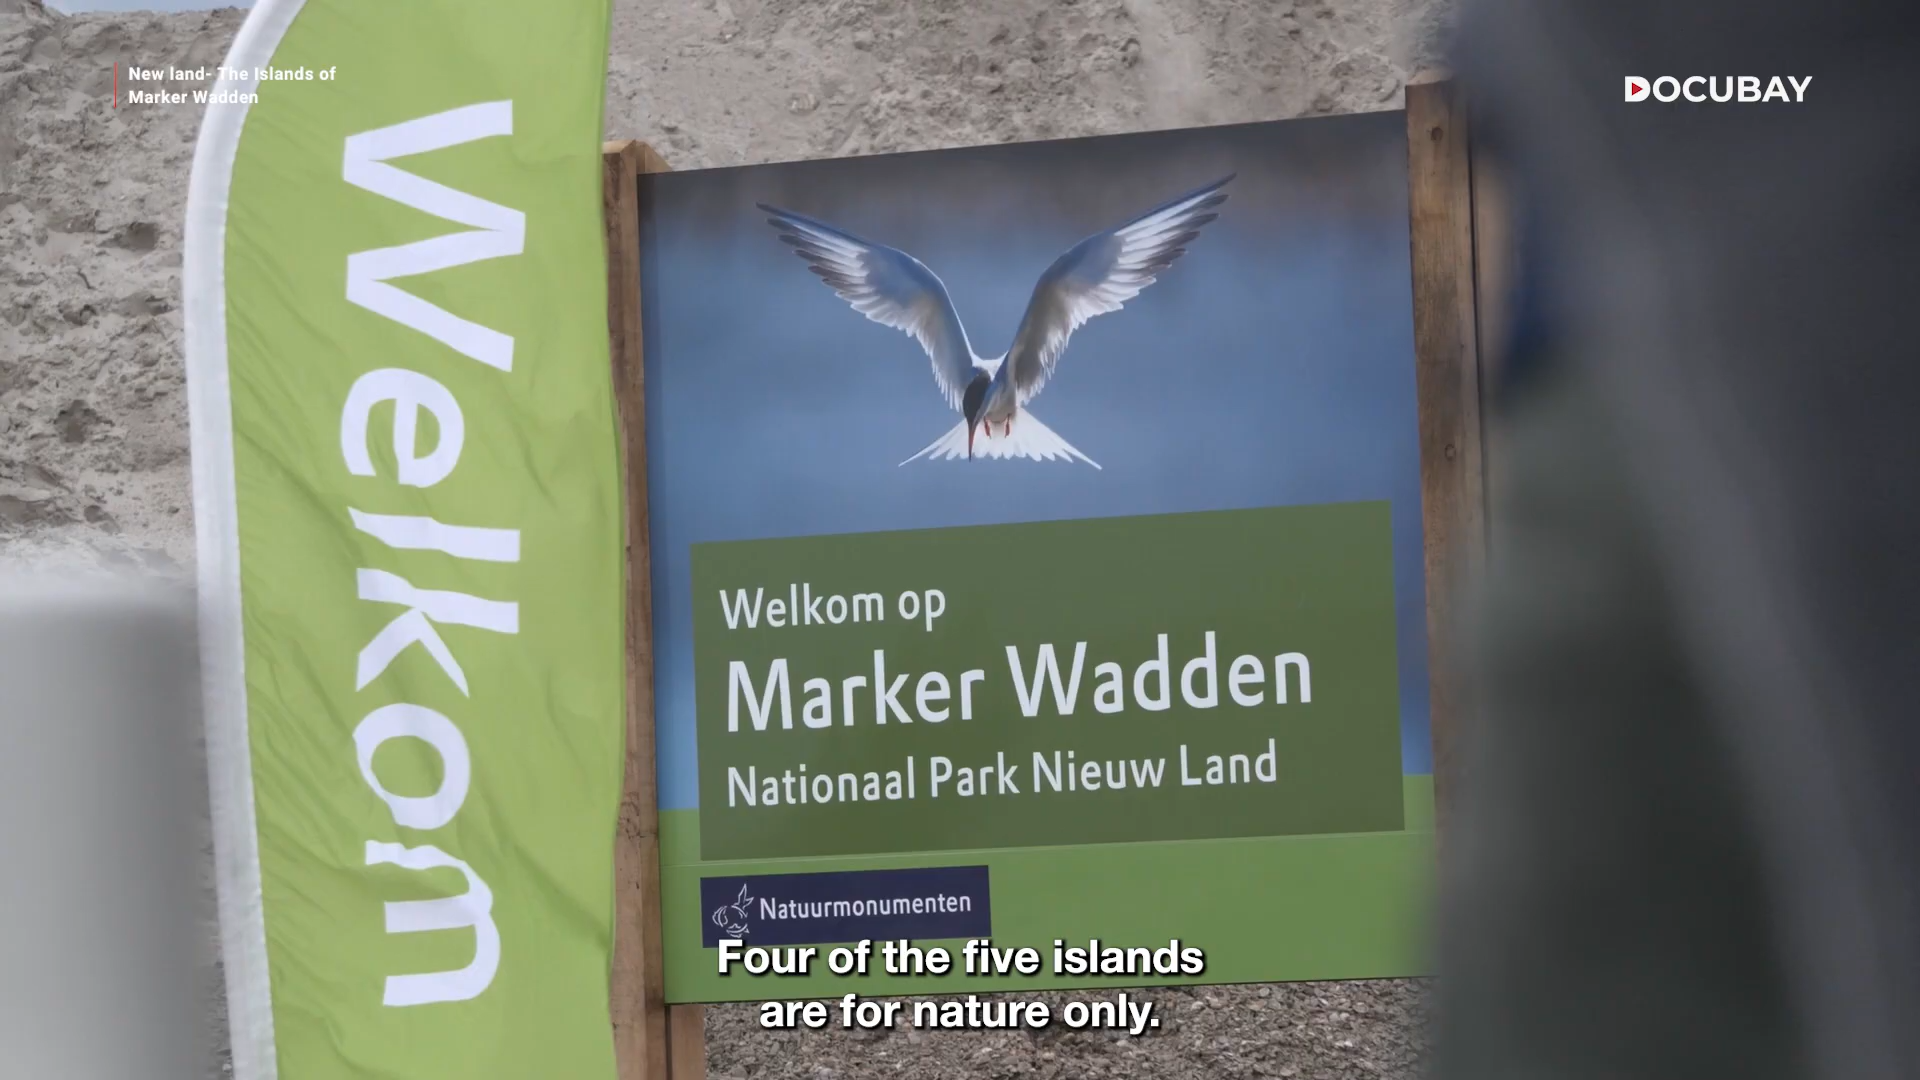 New land- The Islands of
Marker Wadden
DOCUBAY
Welkom
Welkom op
Marker Wadden
Nationaal Park Nieuw Land
Natuurmonumenten
Four of the five islands
are for nature only.